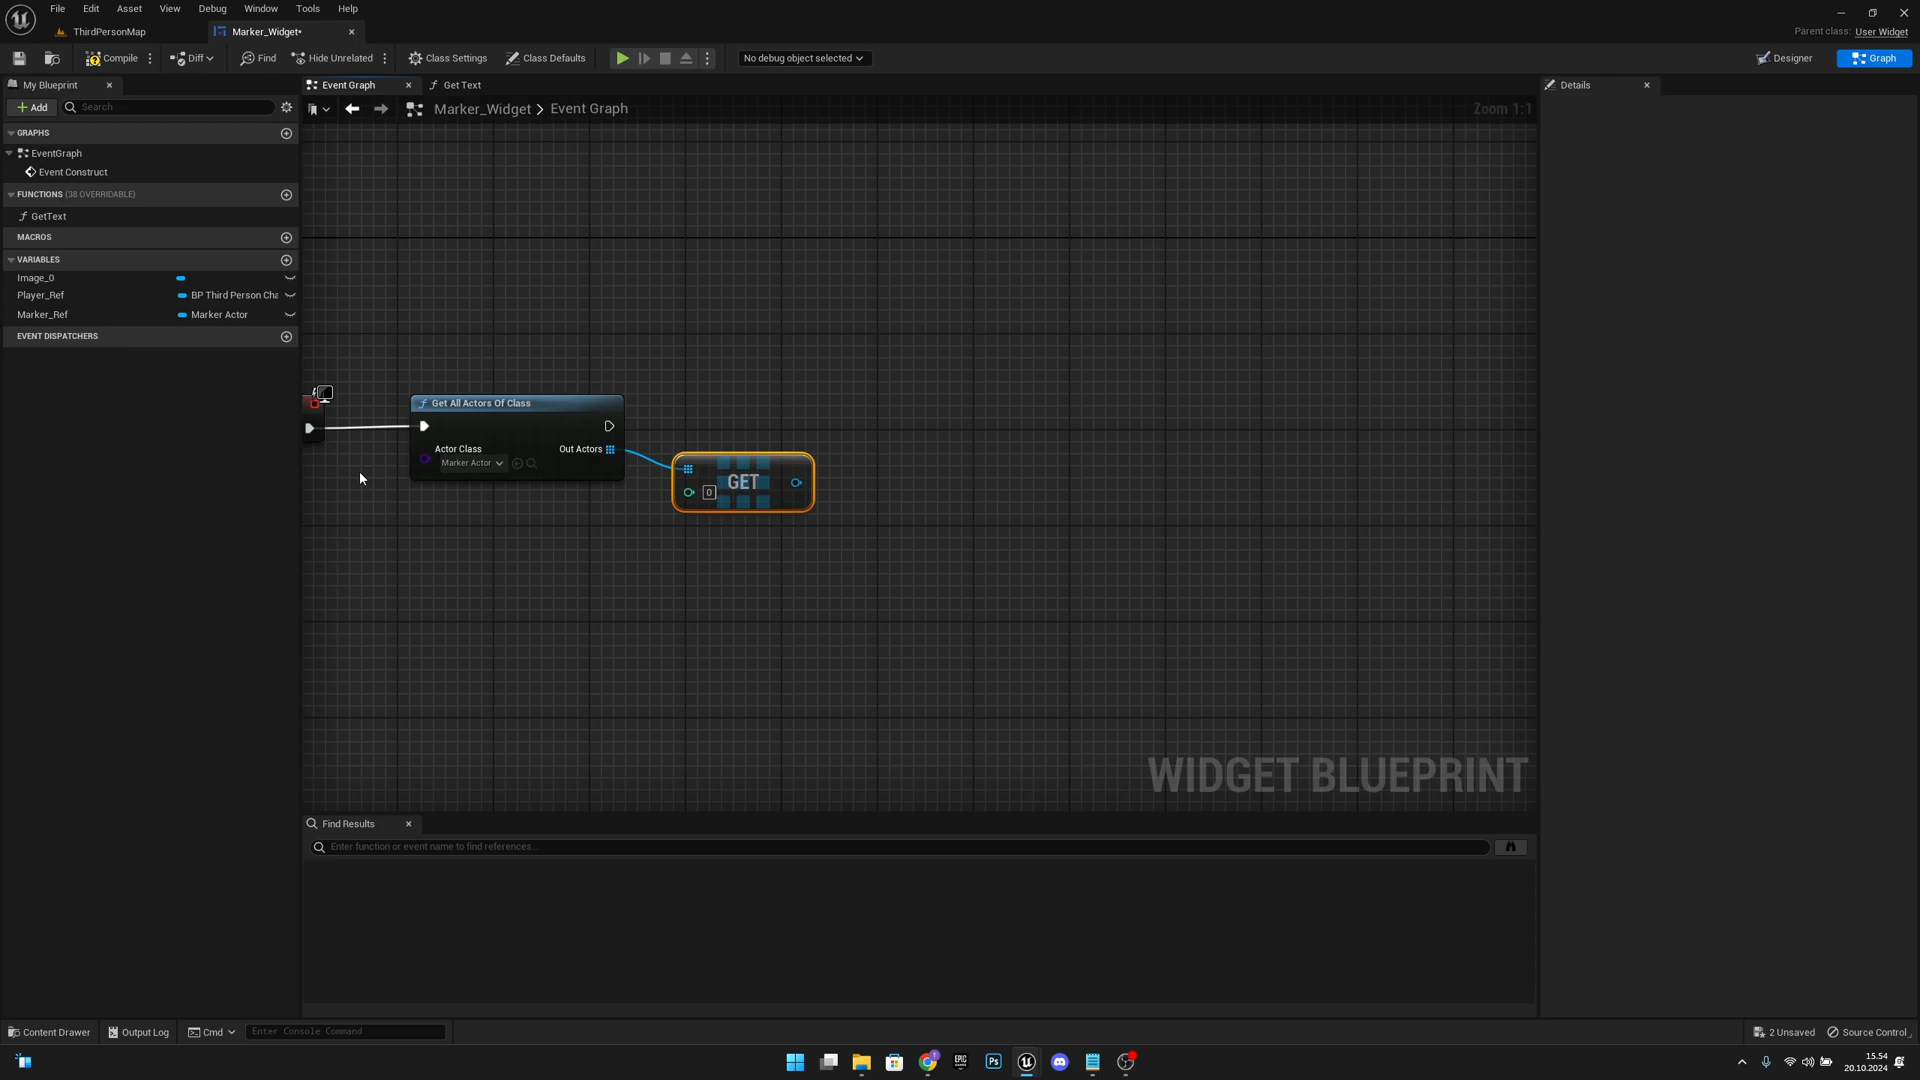 File Edit Asset View Debug Window Tools Help
ThirdPersonMap
Marker_Widget*
Parent class: User Widget
Compile
Diff
Find
Hide Unrelated
Class Settings
Class Defaults
No debug object selected
Designer
Graph
My Blueprint
Event Graph
Get Text
Details
Add
Search
Marker_Widget > Event Graph
Zoom 1:1
GRAPHS
EventGraph
Event Construct
FUNCTIONS (38 OVERRIDABLE)
GetText
MACROS
VARIABLES
Image_0
Player_Ref BP Third Person Cha
Marker_Ref Marker Actor
EVENT DISPATCHERS
Get All Actors Of Class
Actor Class
Out Actors
Marker Actor
GET
0
WIDGET BLUEPRINT
Find Results
Enter function or event name to find references...
Content Drawer
Output Log
Cmd
Enter Console Command
2 Unsaved
Source Control
EPIC
Ps
15.54
20.10.2024